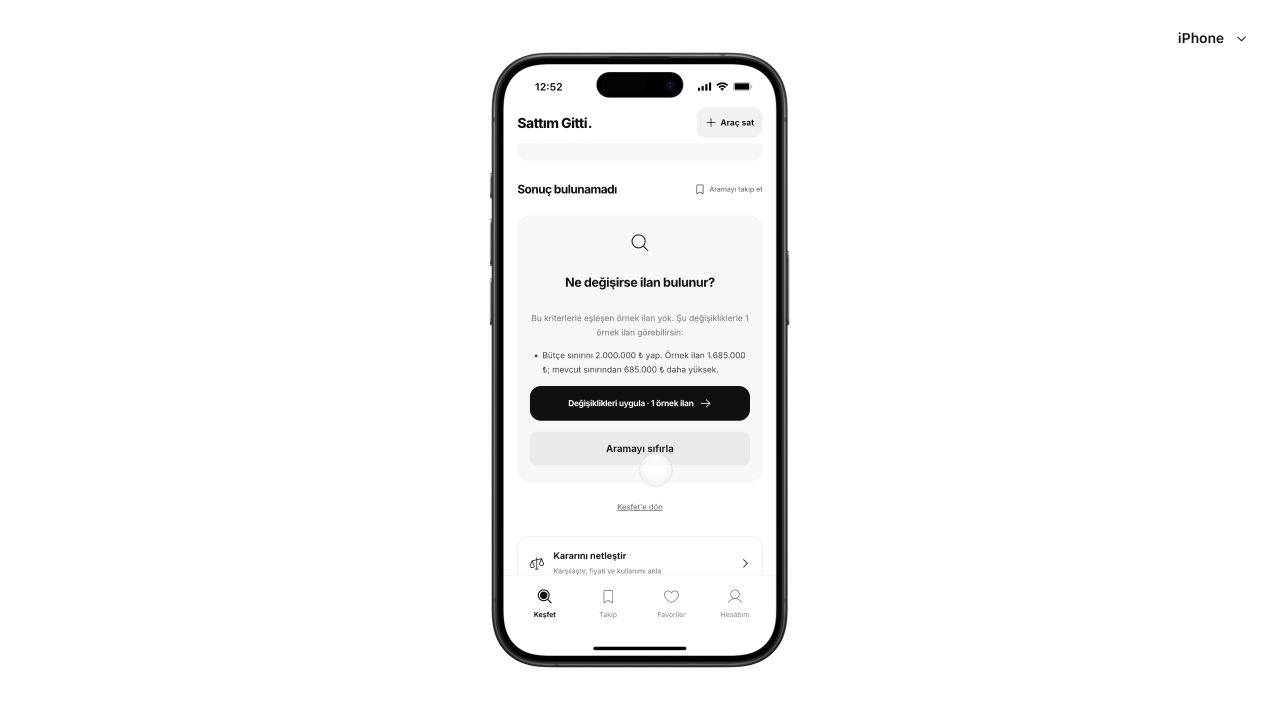 iPhone
12:52
Sattım Gitti.
Araç sat
Sonuç bulunamadı
Aramayı takip et
Ne değişirse ilan bulunur?
Bu kriterlerle eşleşen örnek ilan yok. Şu değişikliklerle 1
örnek ilan görebilirsin:
• Bütçe sınırını 2.000.000 ₺ yap. Örnek ilan 1.685.000
₺; mevcut sınırından 685.000 ₺ daha yüksek.
Değişiklikleri uygula · 1 örnek ilan
Aramayı sıfırla
Keşfet'e dön
Kararını netleştir
Karşılaştır, fiyatı ve kullanımı anla
Keşfet
Takip
Favoriler
Hesabım